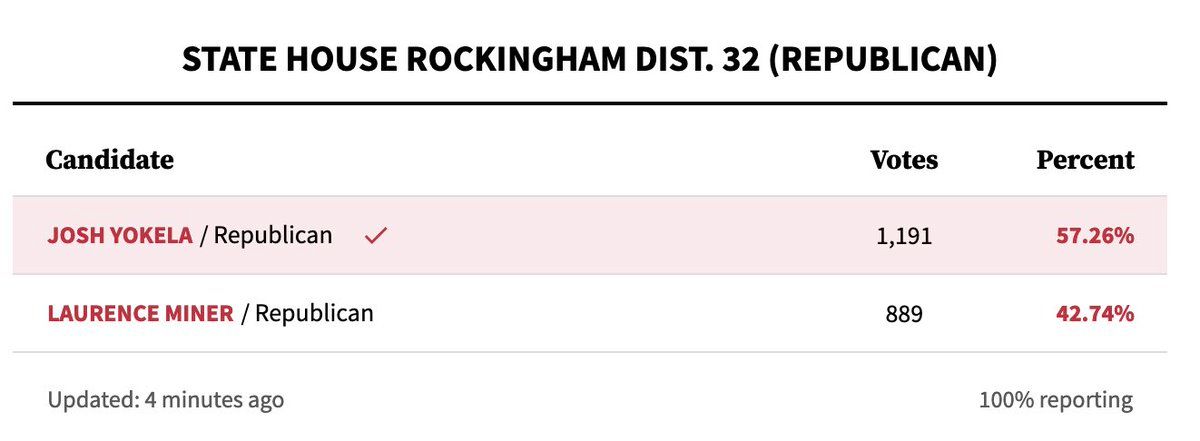 STATE HOUSE ROCKINGHAM DIST. 32 (REPUBLICAN)
Candidate Votes Percent
JOSH YOKELA / Republican ✓ 1,191 57.26%
LAURENCE MINER / Republican 889 42.74%
Updated: 4 minutes ago 100% reporting